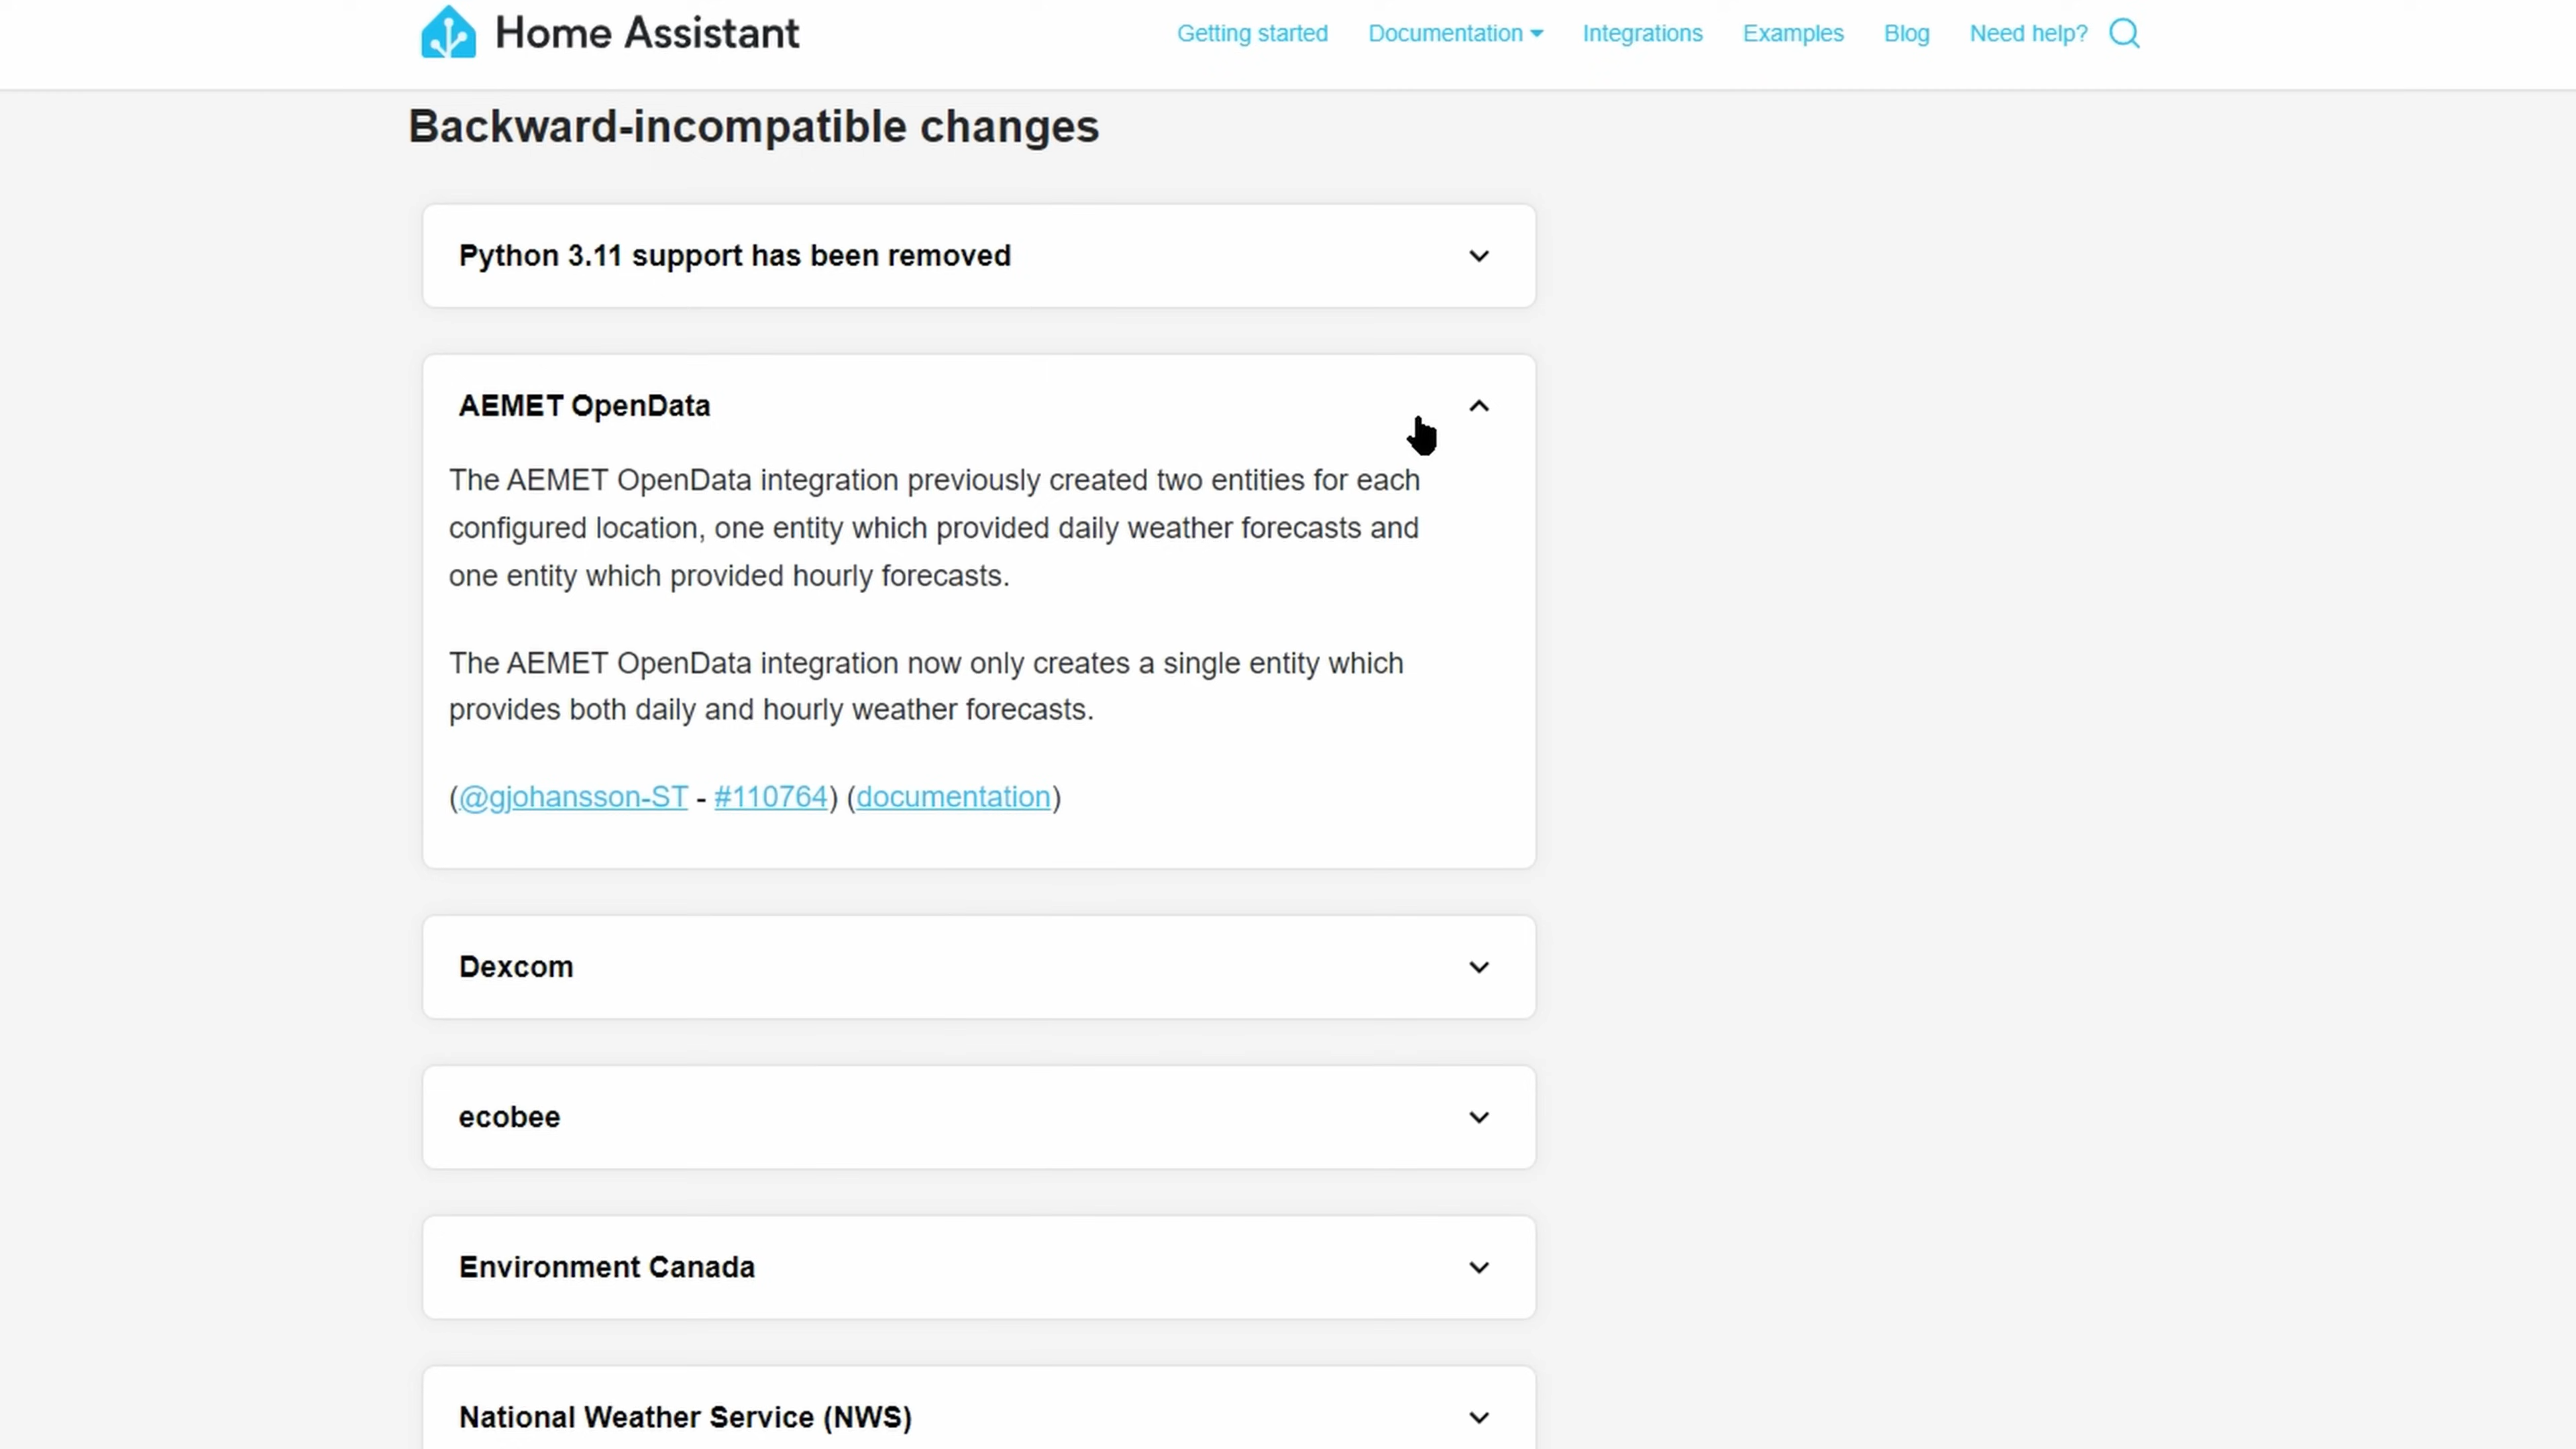 Home Assistant
Getting started Documentation Integrations Examples Blog Need help?
Backward-incompatible changes
Python 3.11 support has been removed
AEMET OpenData
The AEMET OpenData integration previously created two entities for each
configured location, one entity which provided daily weather forecasts and
one entity which provided hourly forecasts.
The AEMET OpenData integration now only creates a single entity which
provides both daily and hourly weather forecasts.
(@gjohansson-ST - #110764) (documentation)
Dexcom
ecobee
Environment Canada
National Weather Service (NWS)